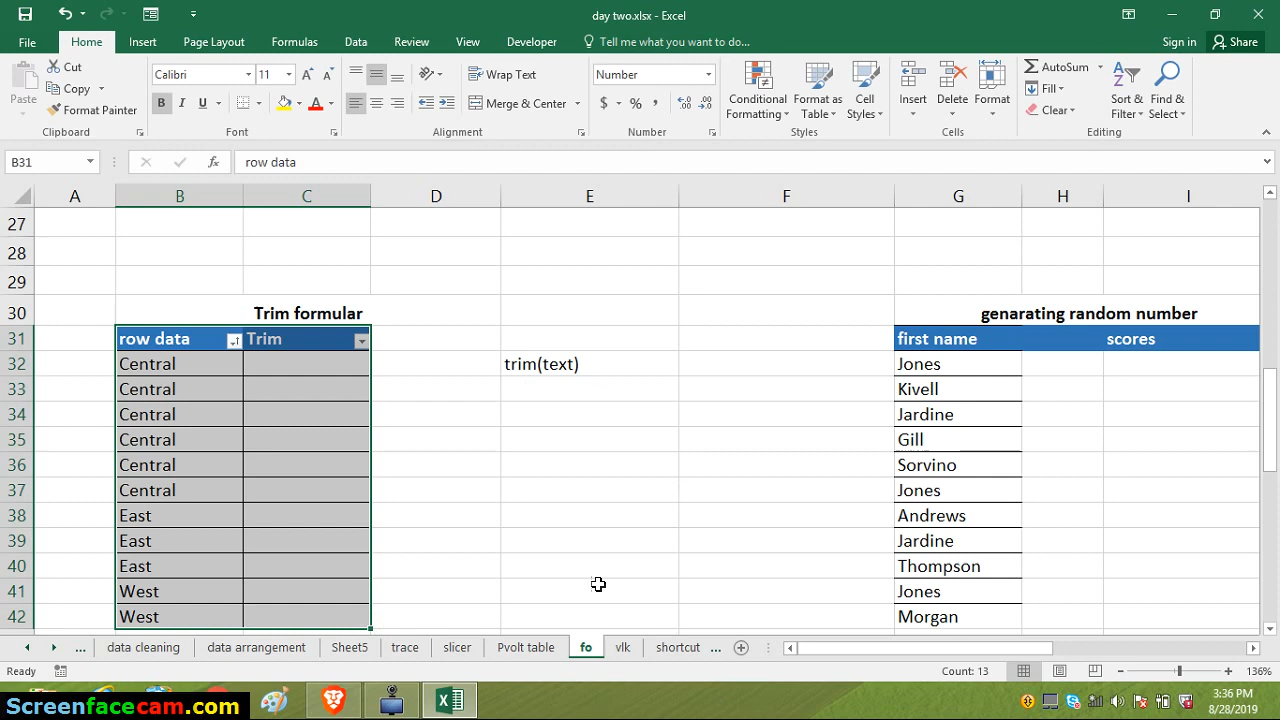 day two.xlsx - Excel
File Home Insert Page Layout Formulas Data Review View Developer Tell me what you want to do... Sign in Share
Paste
Cut
Copy
Format Painter
Clipboard
Calibri 11
B I U
Font
Wrap Text
Merge & Center
Alignment
Number
$ % ,
Number
Conditional Formatting
Format as Table
Cell Styles
Styles
Insert
Delete
Format
Cells
AutoSum
Fill
Clear
Sort & Filter
Find & Select
Editing
B31 fx row data
A B C D E F G H I
27
28
29
30 Trim formular genarating random number
31 row data Trim first name scores
32 Central trim(text) Jones
33 Central Kivell
34 Central Jardine
35 Central Gill
36 Central Sorvino
37 Central Jones
38 East Andrews
39 East Jardine
40 East Thompson
41 West Jones
42 West Morgan
... data cleaning data arrangement Sheet5 trace slicer Pvolt table fo vlk shortcut ...
Ready Count: 13 136%
Screenfacecam.com
3:36 PM
8/28/2019